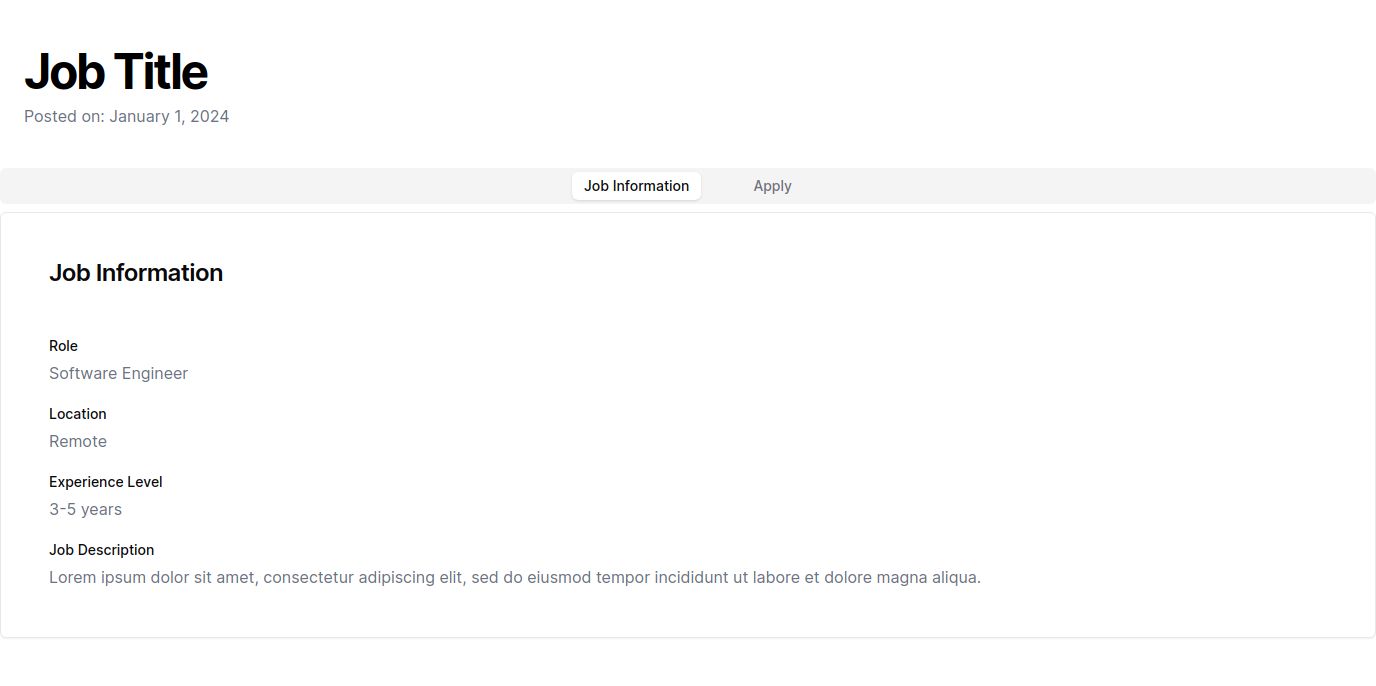 Job Title
Posted on: January 1, 2024
Job Information Apply
Job Information
Role
Software Engineer
Location
Remote
Experience Level
3-5 years
Job Description
Lorem ipsum dolor sit amet, consectetur adipiscing elit, sed do eiusmod tempor incididunt ut labore et dolore magna aliqua.